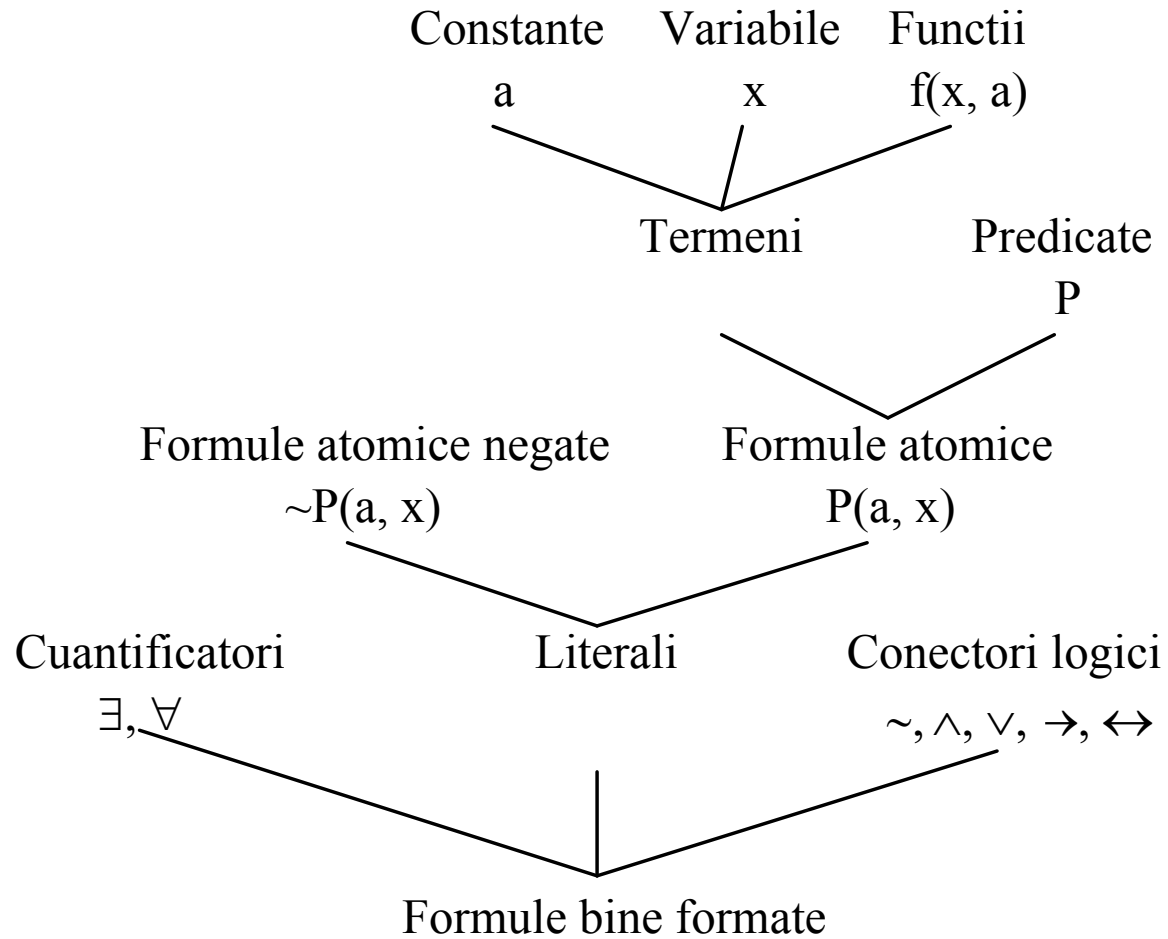 Constante Variabile Functii
a x f(x, a)
Termeni Predicate
P
Formule atomice negate Formule atomice
~P(a, x) P(a, x)
Cuantificatori Literali Conectori logici
∃, ∀ ~, ∧, ∨, →, ↔
Formule bine formate